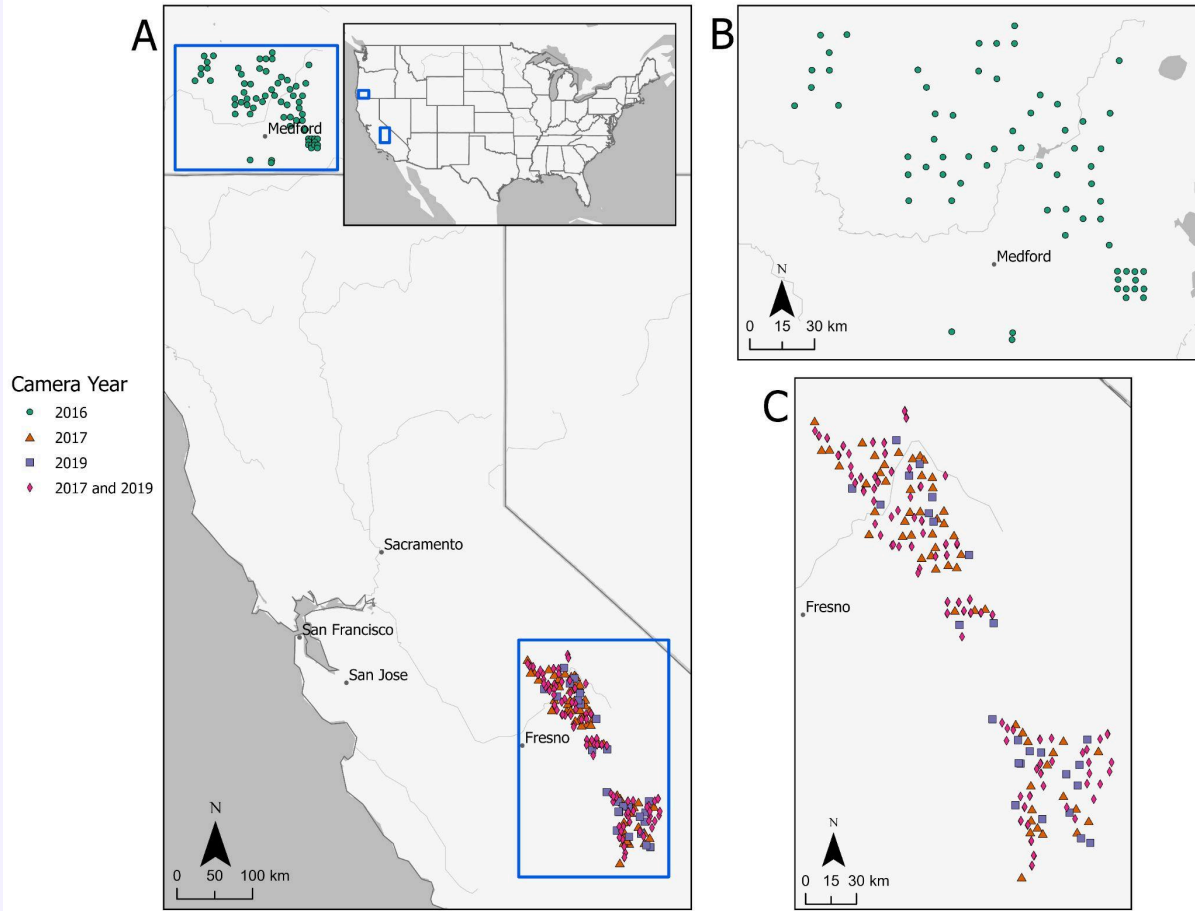 A
Medford
Sacramento
San Francisco
San Jose
Fresno
N
0 50 100 km
Camera Year
2016
2017
2019
2017 and 2019
B
Medford
N
0 15 30 km
C
Fresno
N
0 15 30 km